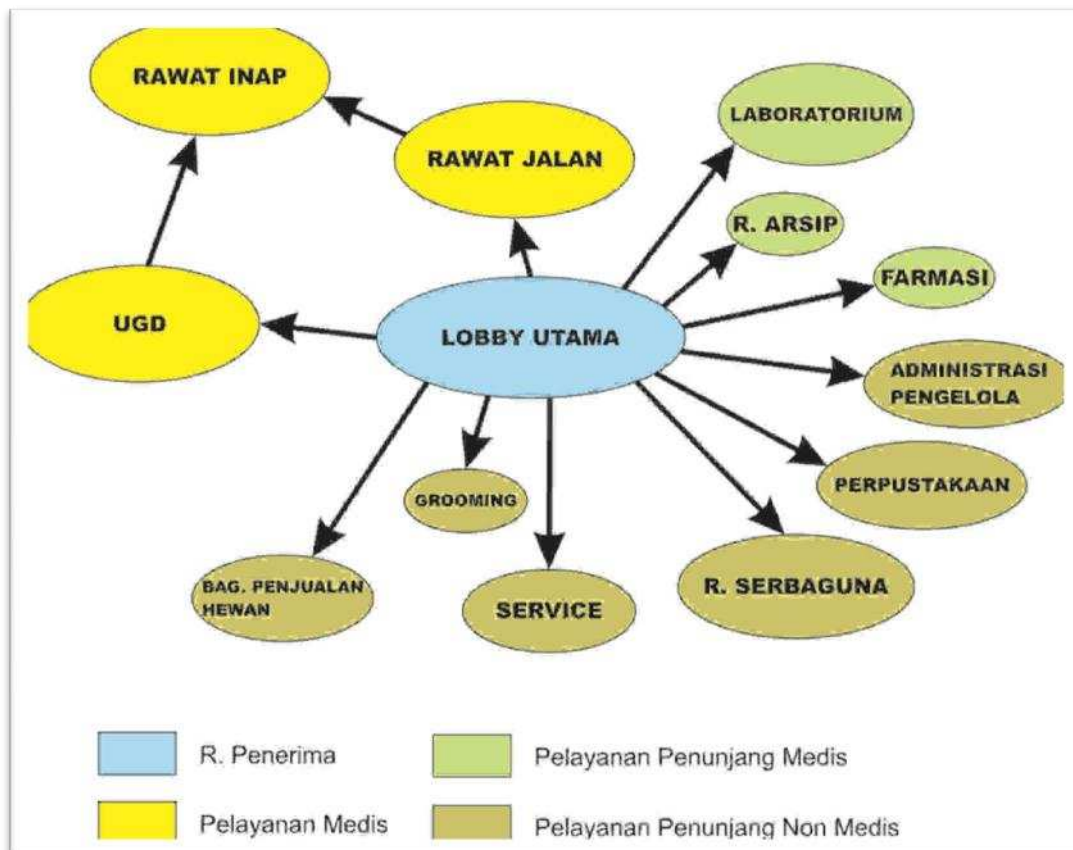 RAWAT INAP
RAWAT JALAN
LABORATORIUM
R. ARSIP
FARMASI
UGD
LOBBY UTAMA
ADMINISTRASI
PENGELOLA
PERPUSTAKAAN
GROOMING
R. SERBAGUNA
BAG. PENJUALAN
HEWAN
SERVICE
R. Penerima
Pelayanan Penunjang Medis
Pelayanan Medis
Pelayanan Penunjang Non Medis